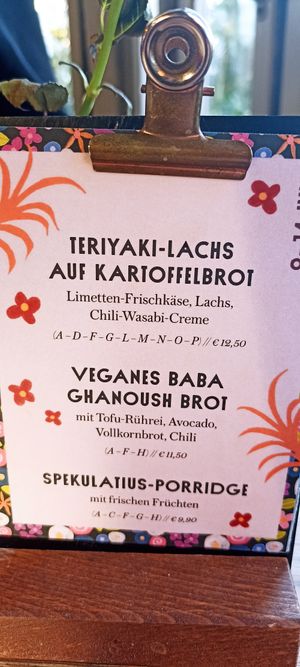 TERIYAKI-LACHS
AUF KARTOFFELBROT
Limetten-Frischkäse, Lachs,
Chili-Wasabi-Creme
(A-D-F-G-L-M-N-O-P) // € 12,50
VEGANES BABA
GHANOUSH BROT
mit Tofu-Rührei, Avocado,
Vollkornbrot, Chili
(A-F-H) // € 11,50
SPEKULATIUS-PORRIDGE
mit frischen Früchten
(A-C-F-G-H) // € 9,90